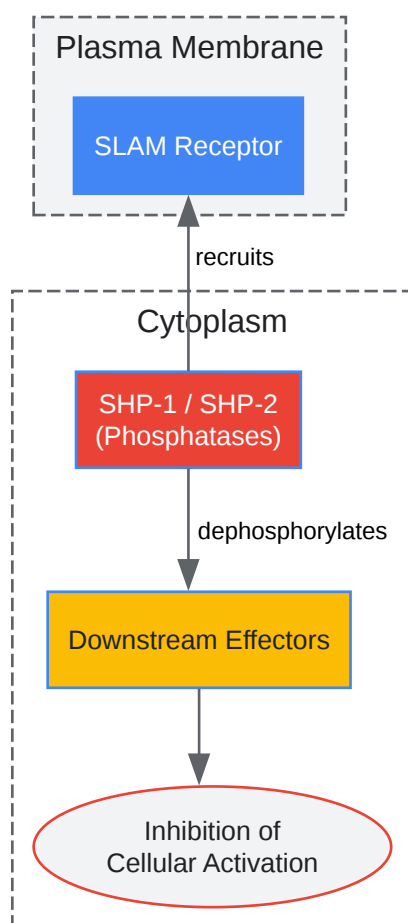 Plasma Membrane
SLAM Receptor
recruits
Cytoplasm
SHP-1 / SHP-2
(Phosphatases)
dephosphorylates
Downstream Effectors
Inhibition of
Cellular Activation